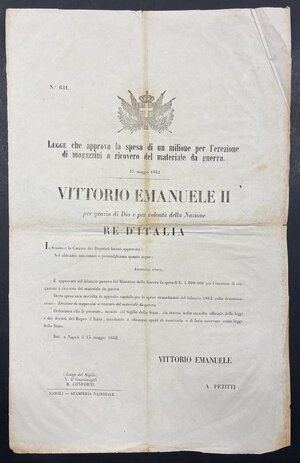 N.º 631.
LEGGE che approva la spesa di un milione per l'erezione
di magazzini a ricovero del materiale da guerra.
15 maggio 1862
VITTORIO EMANUELE II
per grazia di Dio e per volontà della Nazione
RE D'ITALIA
Il Senato e la Camera dei Deputati hanno approvato;
Noi abbiamo sanzionato e promulghiamo quanto segue:
ARTICOLO UNICO.
È approvata sul bilancio passivo del Ministero della Guerra la spesa di L. 1,000,000 per l'erezione di
magazzini a ricovero del materiale da guerra.
Detta spesa sarà inscritta in apposito capitolo per le spese straordinarie del bilancio 1862 colla denomina-
zione - Erezione di magazzini a ricovero del materiale da guerra.
Ordiniamo che la presente, munita del Sigillo dello Stato, sia inserta nella raccolta ufficiale delle leggi
e dei decreti del Regno d'Italia, mandando a chiunque spetti di osservarla e di farla osservare come legge
dello Stato.
Dat. a Napoli il 15 maggio 1862.
VITTORIO EMANUELE
(Luogo del Sigillo)
V. Il Guardasigilli
R. CONFORTI
A. PETITTI
NAPOLI - STAMPERIA NAZIONALE